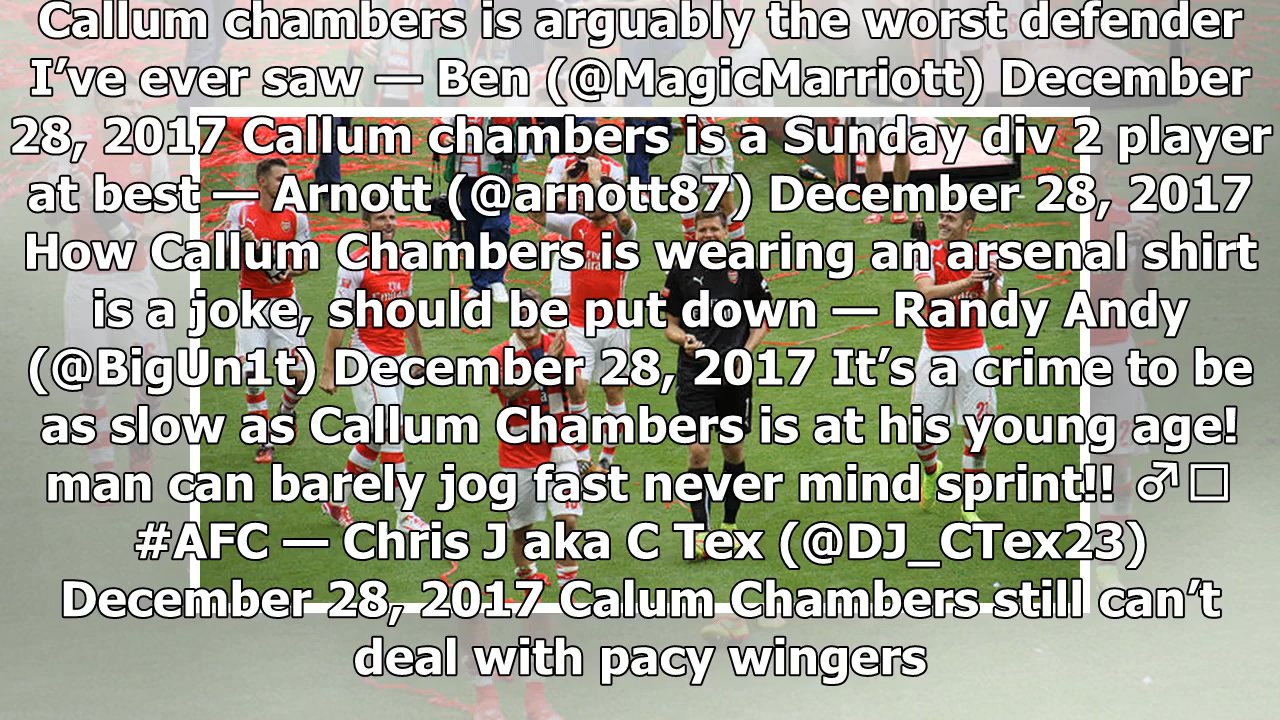 Callum chambers is arguably the worst defender
I’ve ever saw — Ben (@MagicMarriott) December
28, 2017 Callum chambers is a Sunday div 2 player
at best — Arnott (@arnott87) December 28, 2017
How Callum Chambers is wearing an arsenal shirt
is a joke, should be put down — Randy Andy
(@BigUn1t) December 28, 2017 It’s a crime to be
as slow as Callum Chambers is at his young age!
man can barely jog fast never mind sprint!! ♂□
#AFC — Chris J aka C Tex (@DJ_CTex23)
December 28, 2017 Calum Chambers still can’t
deal with pacy wingers